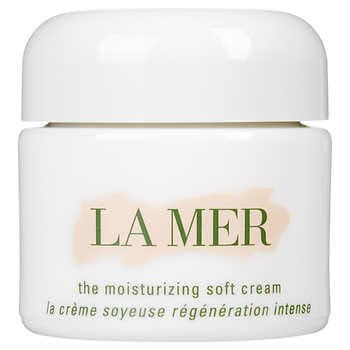 LA MER
the moisturizing soft cream
la crème soyeuse régénération intense